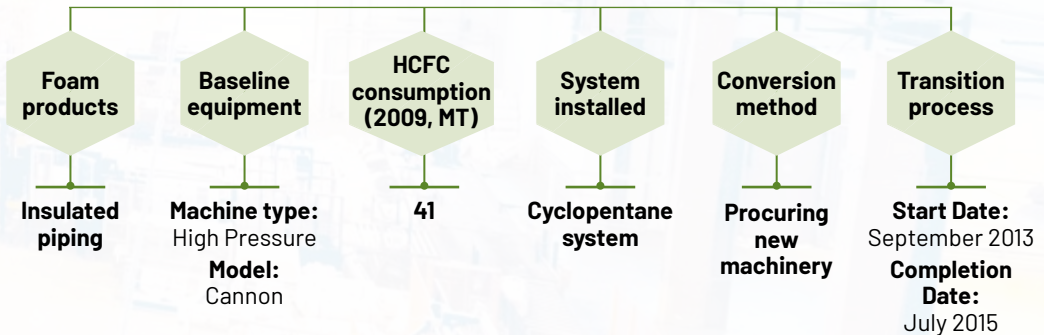 Foam
products
Insulated
piping
Baseline
equipment
Machine type:
High Pressure
Model:
Cannon
HCFC
consumption
(2009, MT)
41
System
installed
Cyclopentane
system
Conversion
method
Procuring
new
machinery
Transition
process
Start Date:
September 2013
Completion
Date:
July 2015